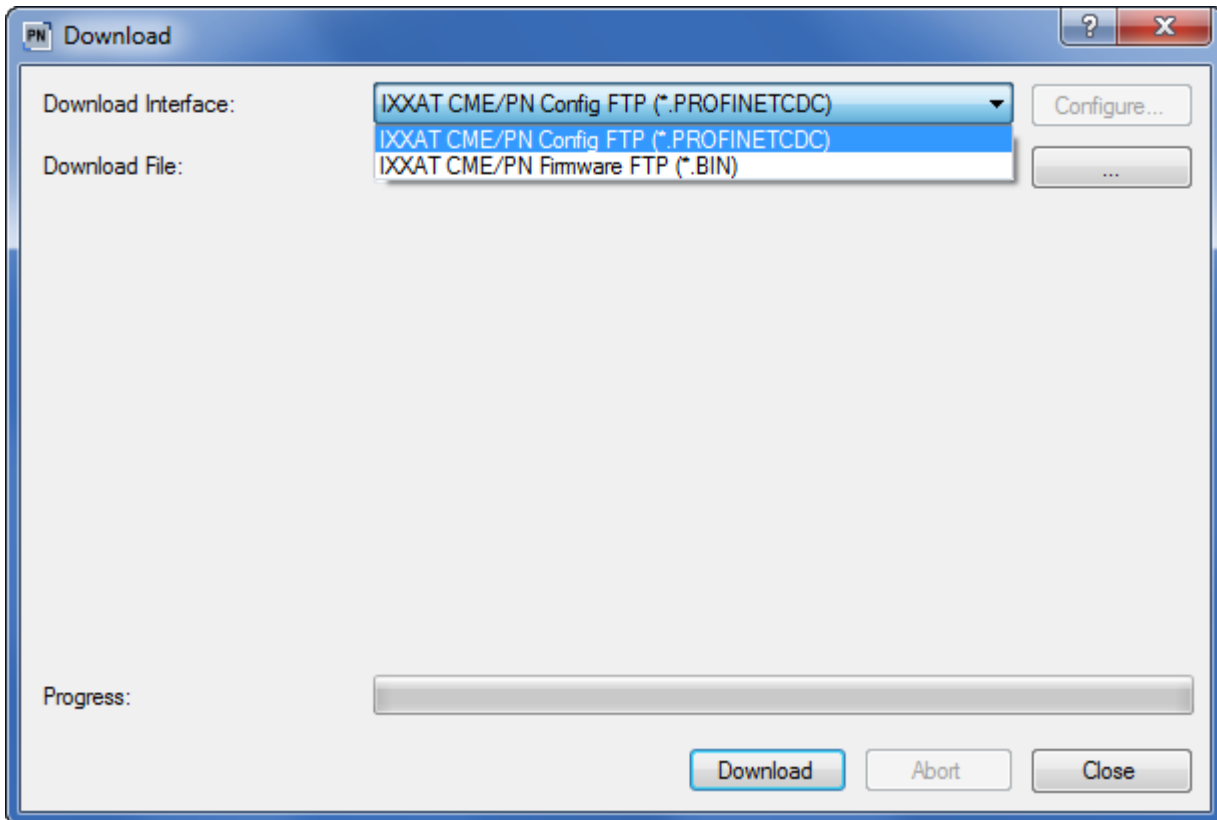 PN Download
Download Interface: IXXAT CME/PN Config FTP (*.PROFINETCDC) Configure...
IXXAT CME/PN Config FTP (*.PROFINETCDC)
IXXAT CME/PN Firmware FTP (*.BIN)
Download File: ...
Progress:
Download Abort Close